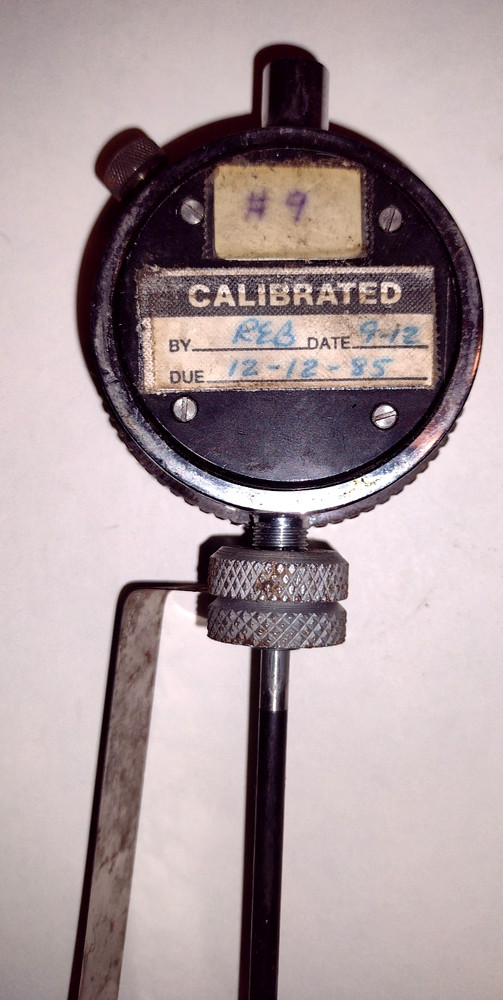 # 9
CALIBRATED
BY REB DATE 9-12
DUE 12-12-85